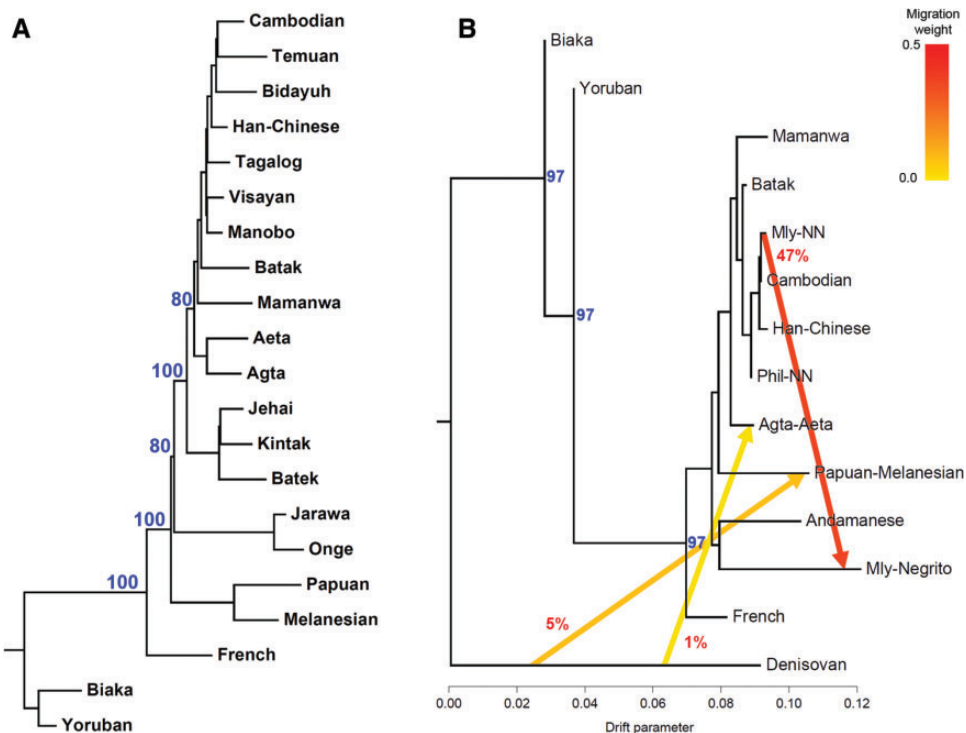 A
Cambodian
Temuan
Bidayuh
Han-Chinese
Tagalog
Visayan
Manobo
Batak
80
Mamanwa
Aeta
100
Agta
Jehai
80
Kintak
Batek
100
Jarawa
Onge
100
Papuan
Melanesian
French
Biaka
Yoruban
B
Migration
weight
0.5
0.0
Biaka
Yoruban
97
97
97
Mamanwa
Batak
Mly-NN
47%
Cambodian
Han-Chinese
Phil-NN
Agta-Aeta
Papuan-Melanesian
Andamanese
Mly-Negrito
French
5%
1%
Denisovan
0.00 0.02 0.04 0.06 0.08 0.10 0.12
Drift parameter